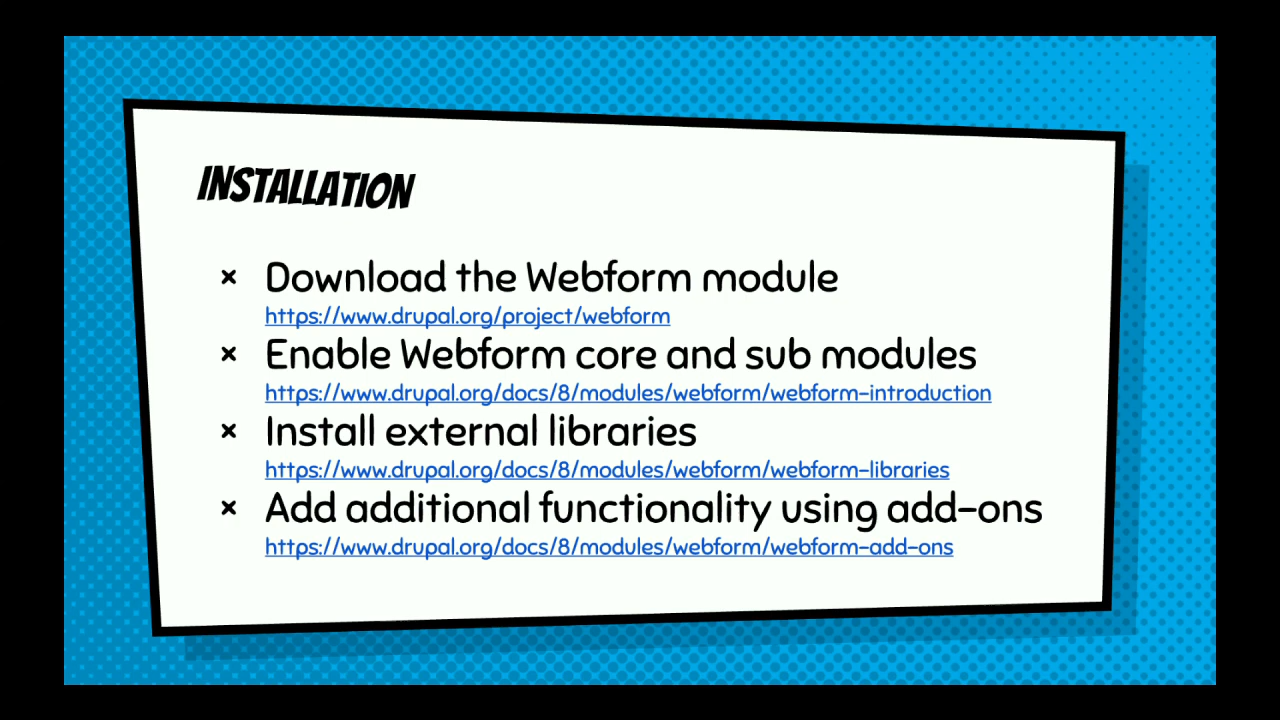 INSTALLATION
× Download the Webform module
https://www.drupal.org/project/webform
× Enable Webform core and sub modules
https://www.drupal.org/docs/8/modules/webform/webform-introduction
× Install external libraries
https://www.drupal.org/docs/8/modules/webform/webform-libraries
× Add additional functionality using add-ons
https://www.drupal.org/docs/8/modules/webform/webform-add-ons